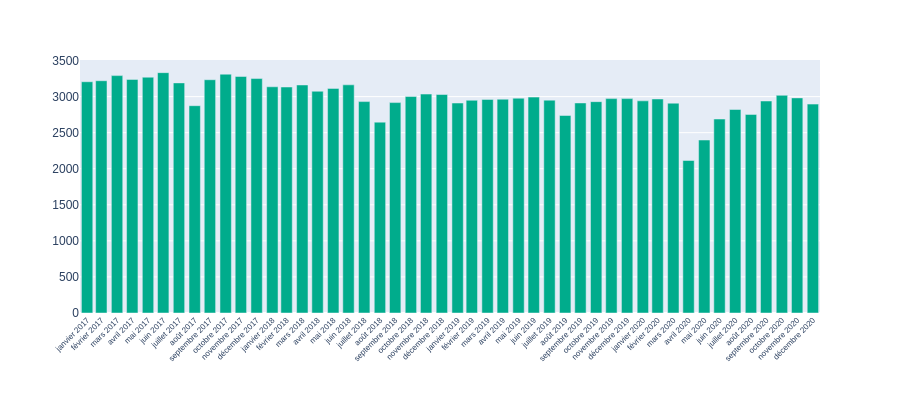 3500
3000
2500
2000
1500
1000
500
0
janvier 2017
février 2017
mars 2017
avril 2017
mai 2017
juin 2017
juillet 2017
août 2017
septembre 2017
octobre 2017
novembre 2017
décembre 2017
janvier 2018
février 2018
mars 2018
avril 2018
mai 2018
juin 2018
juillet 2018
août 2018
septembre 2018
octobre 2018
novembre 2018
décembre 2018
janvier 2019
février 2019
mars 2019
avril 2019
mai 2019
juin 2019
juillet 2019
août 2019
septembre 2019
octobre 2019
novembre 2019
décembre 2019
janvier 2020
février 2020
mars 2020
avril 2020
mai 2020
juin 2020
juillet 2020
août 2020
septembre 2020
octobre 2020
novembre 2020
décembre 2020